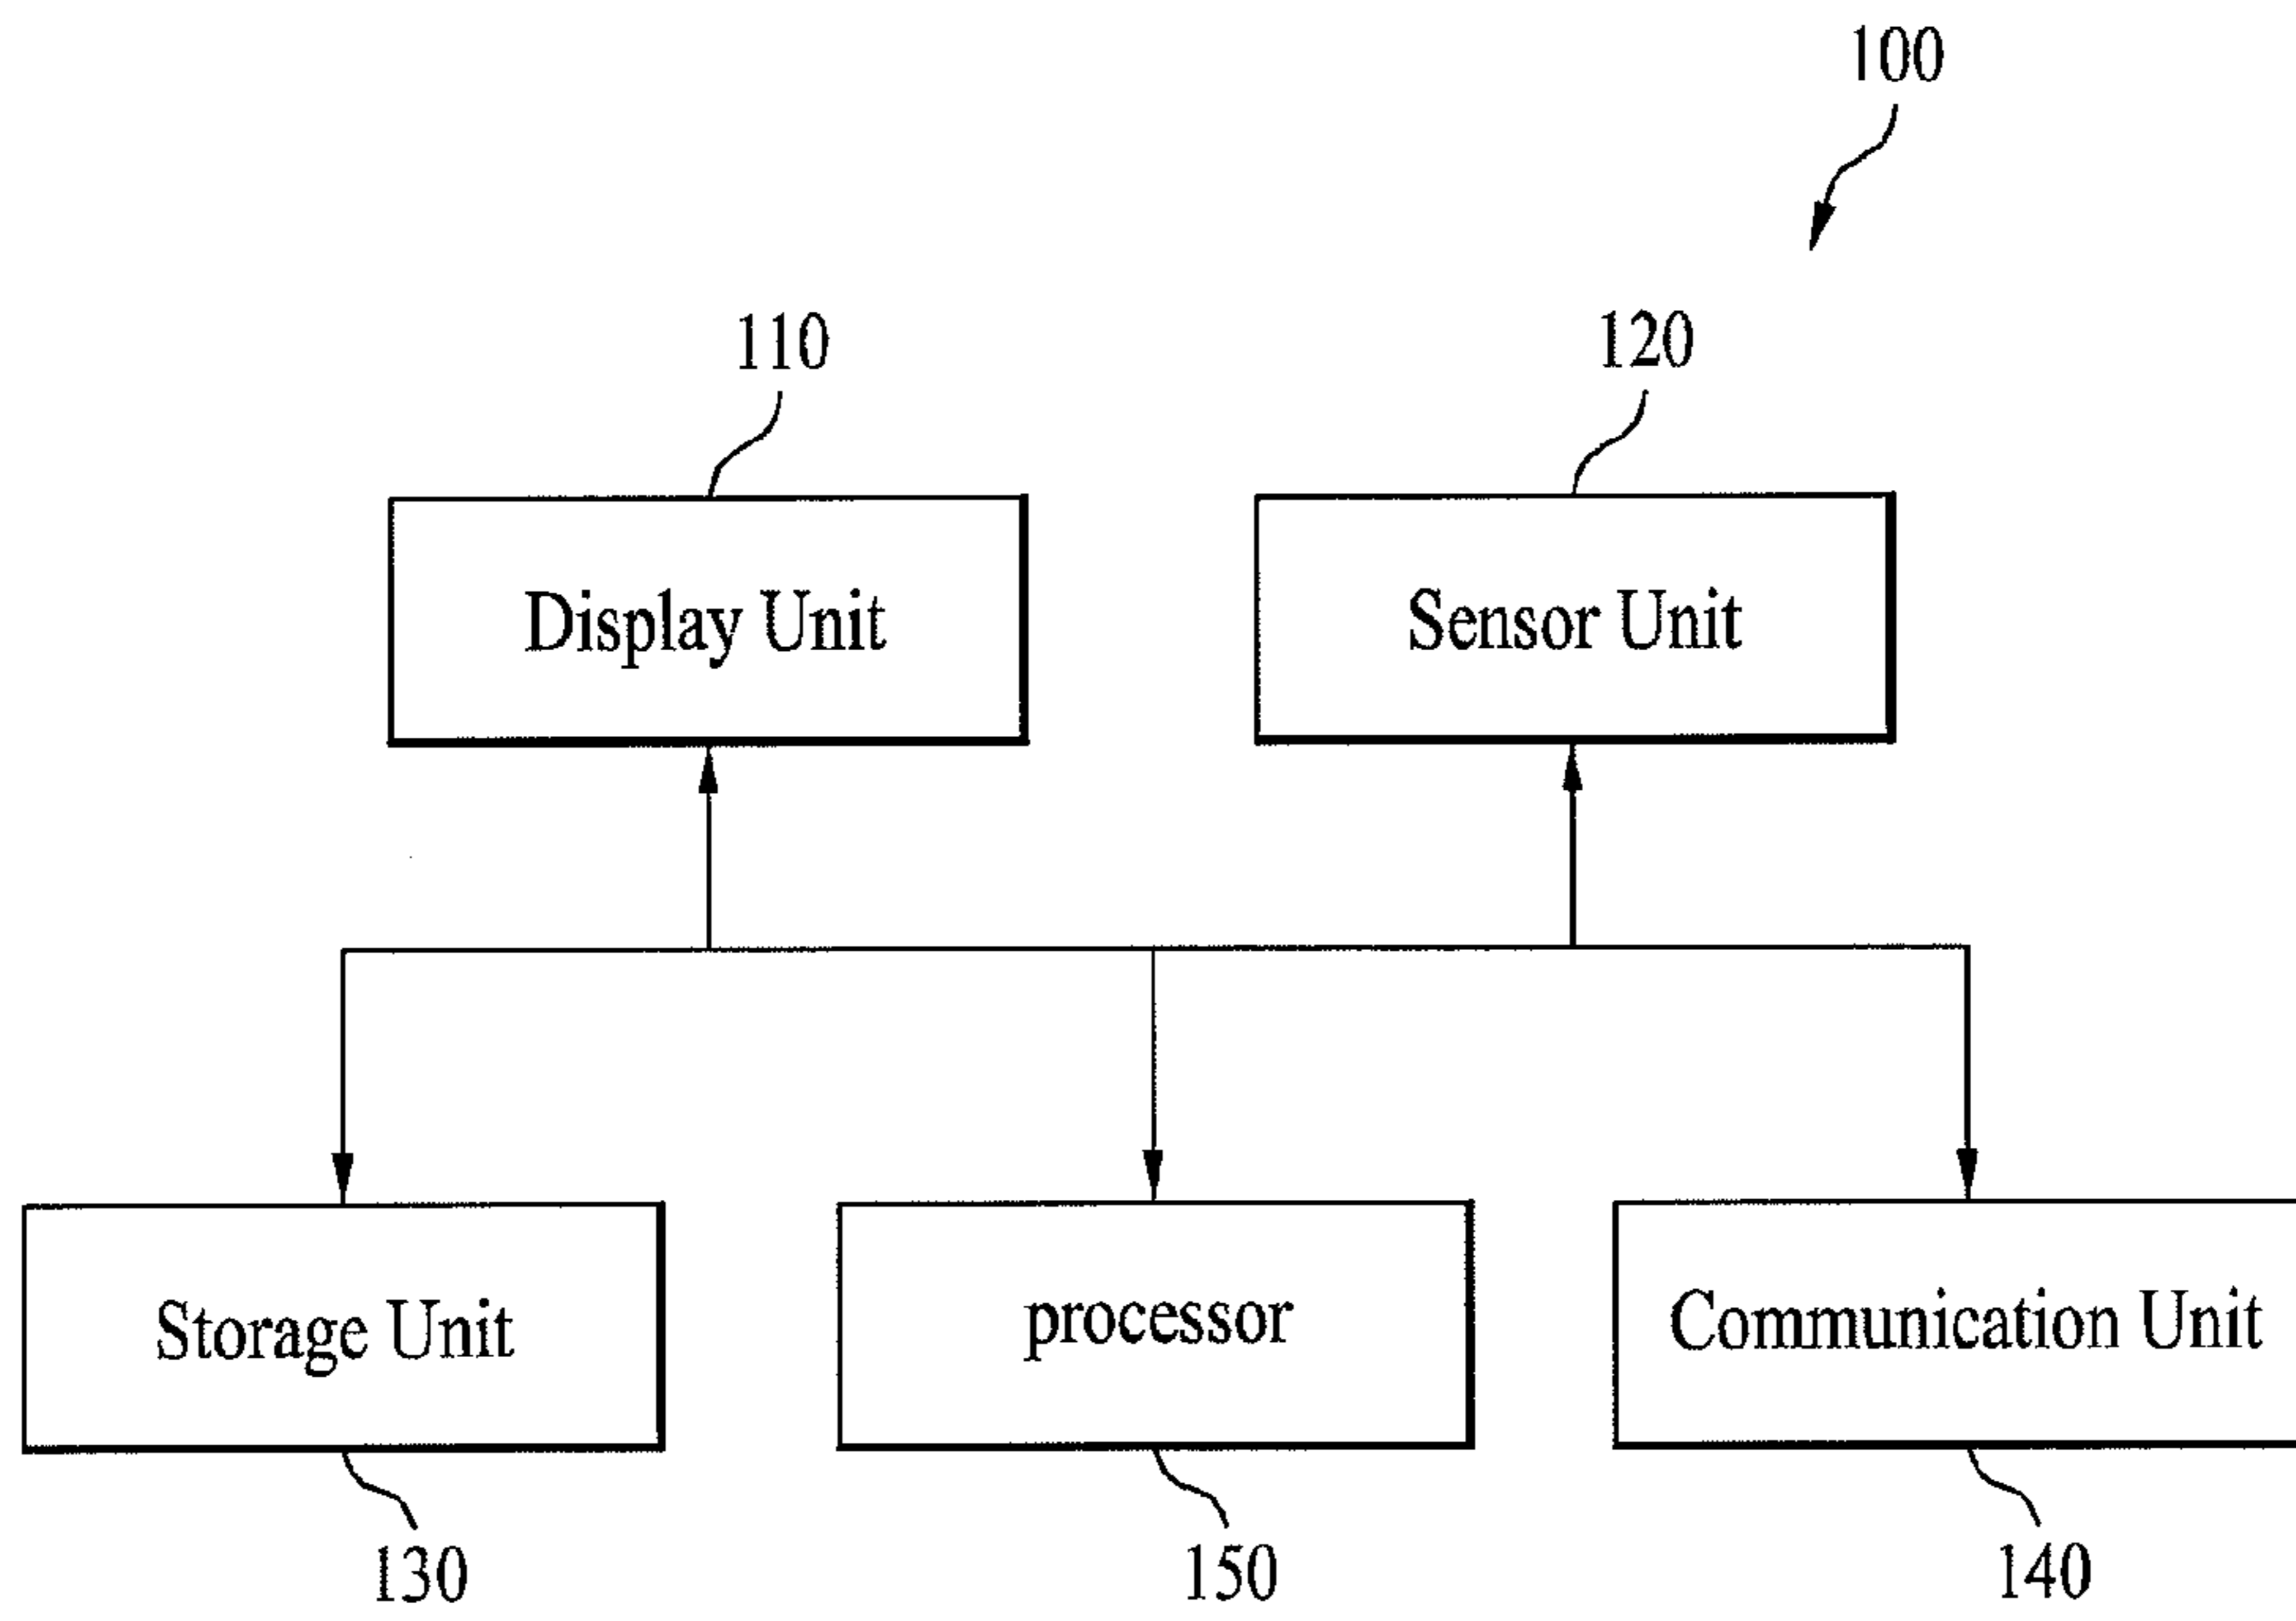 100
110
120
Display Unit
Sensor Unit
Storage Unit
processor
Communication Unit
130
150
140